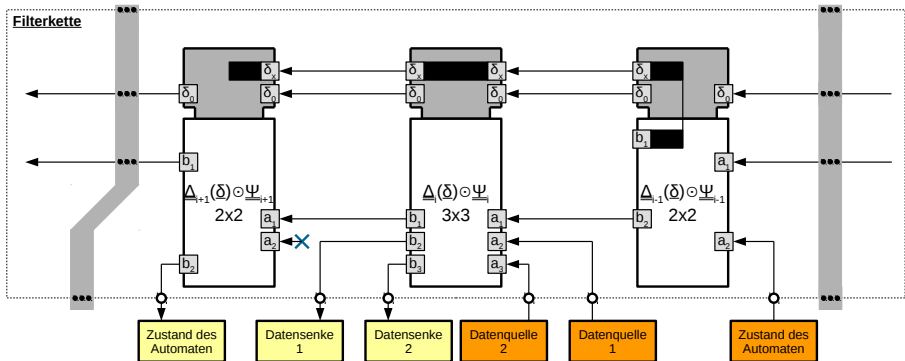 Filterkette
δx δx δx δx
δ0 δ0 δ0 δ0 δ0
b1
b1 a1
Δi+1(δ)⊙Ψi+1
2x2
Δi(δ)⊙Ψi
3x3
Δi-1(δ)⊙Ψi-1
2x2
a1 b1 a1 b2
a2 b2 a2 a2
b2 b3 a3
Zustand des
Automaten
Datensenke
1
Datensenke
2
Datenquelle
2
Datenquelle
1
Zustand des
Automaten